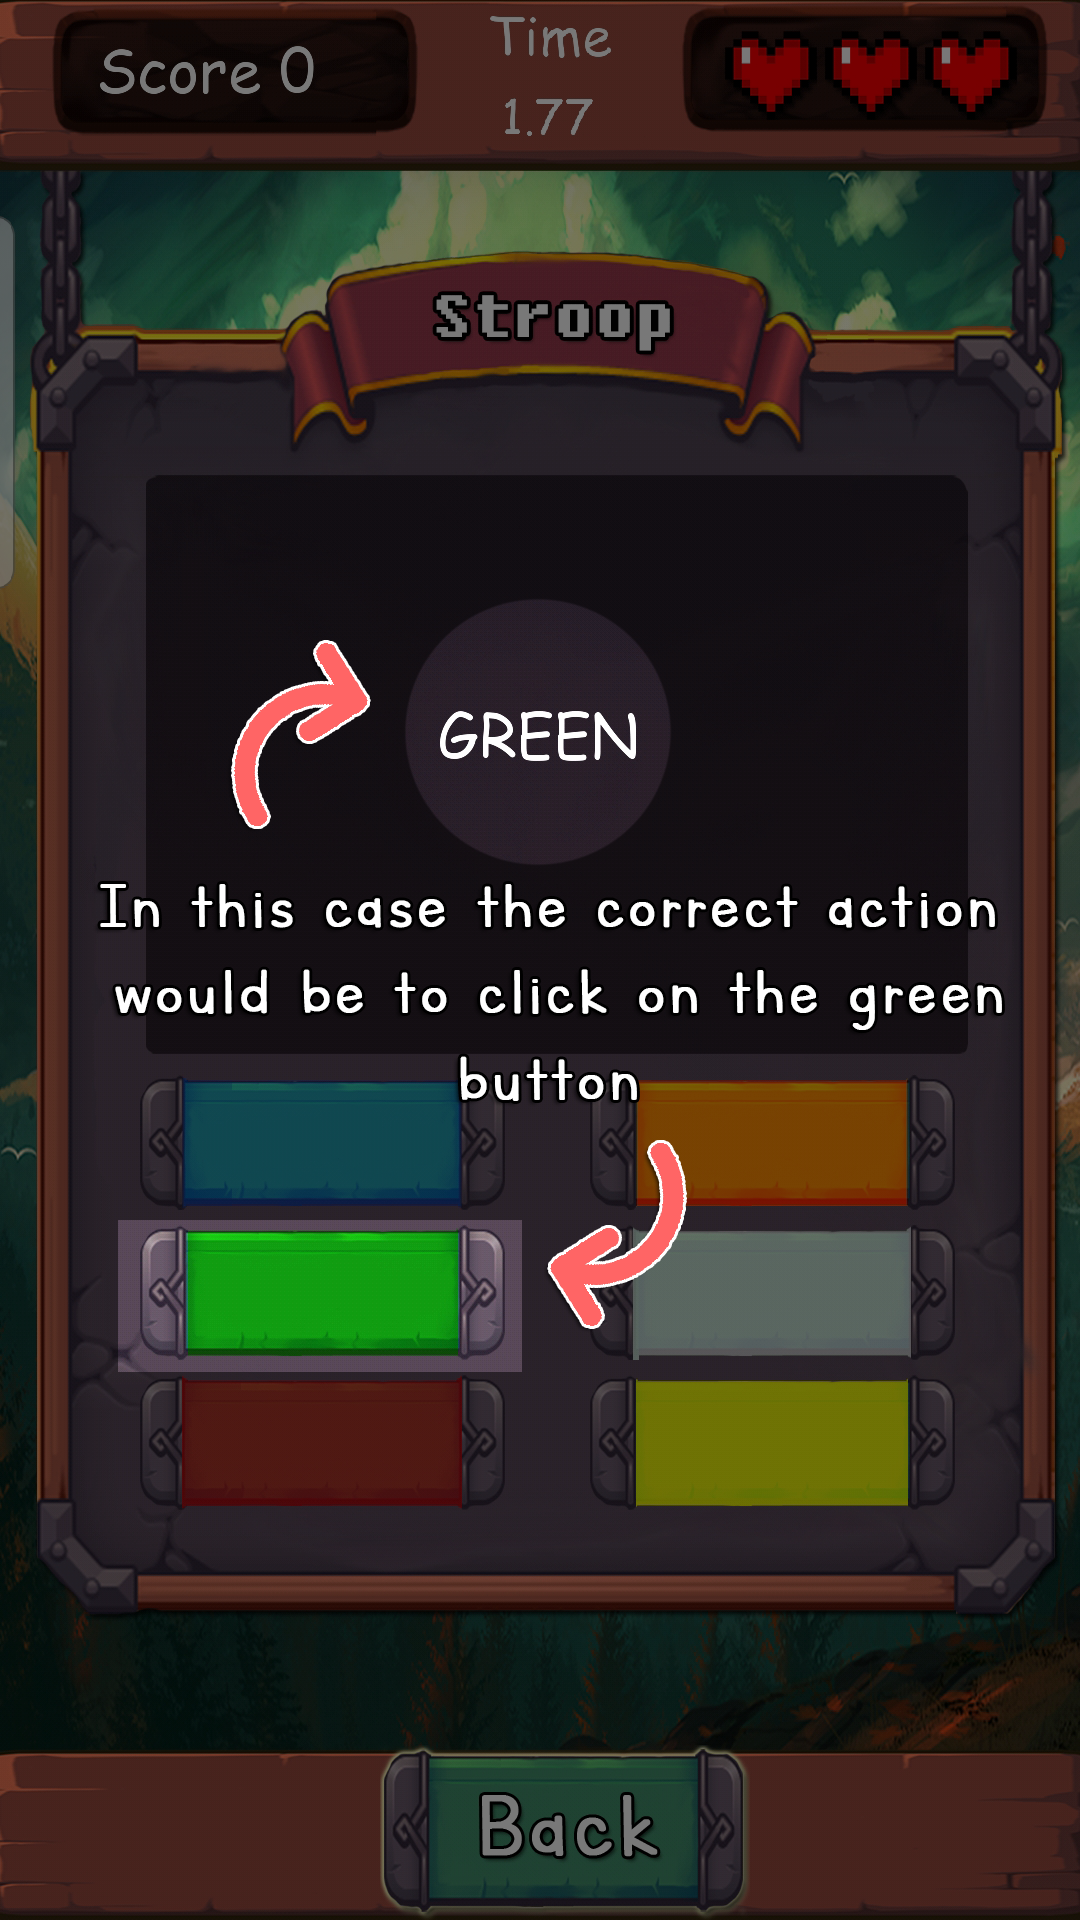 Score 0
Time
1.77
Stroop
GREEN
In this case the correct action
would be to click on the green
button
Back